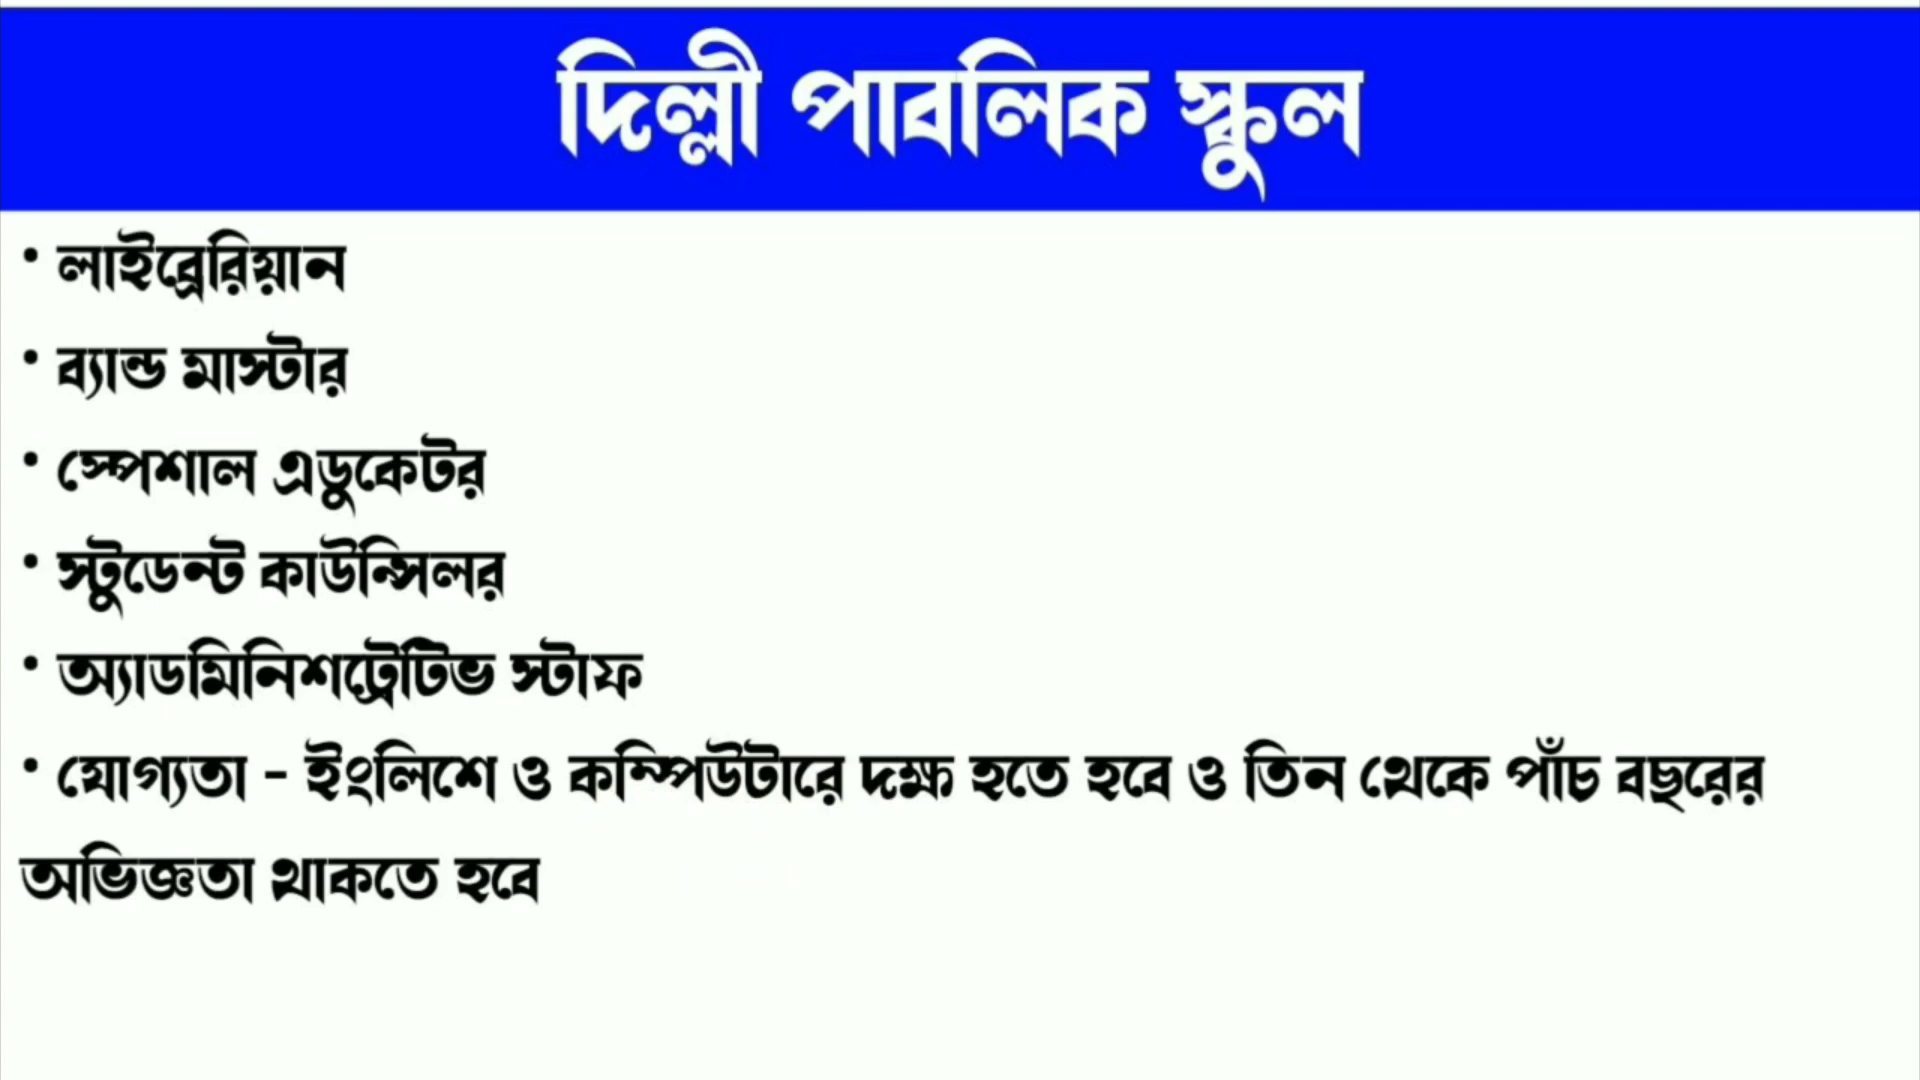 দিল্লী পাবলিক স্কুল
• লাইব্রেরিয়ান
• ব্যান্ড মাস্টার
• স্পেশাল এডুকেটর
• স্টুডেন্ট কাউন্সিলর
• অ্যাডমিনিশট্রেটিভ স্টাফ
• যোগ্যতা - ইংলিশে ও কম্পিউটারে দক্ষ হতে হবে ও তিন থেকে পাঁচ বছরের
অভিজ্ঞতা থাকতে হবে